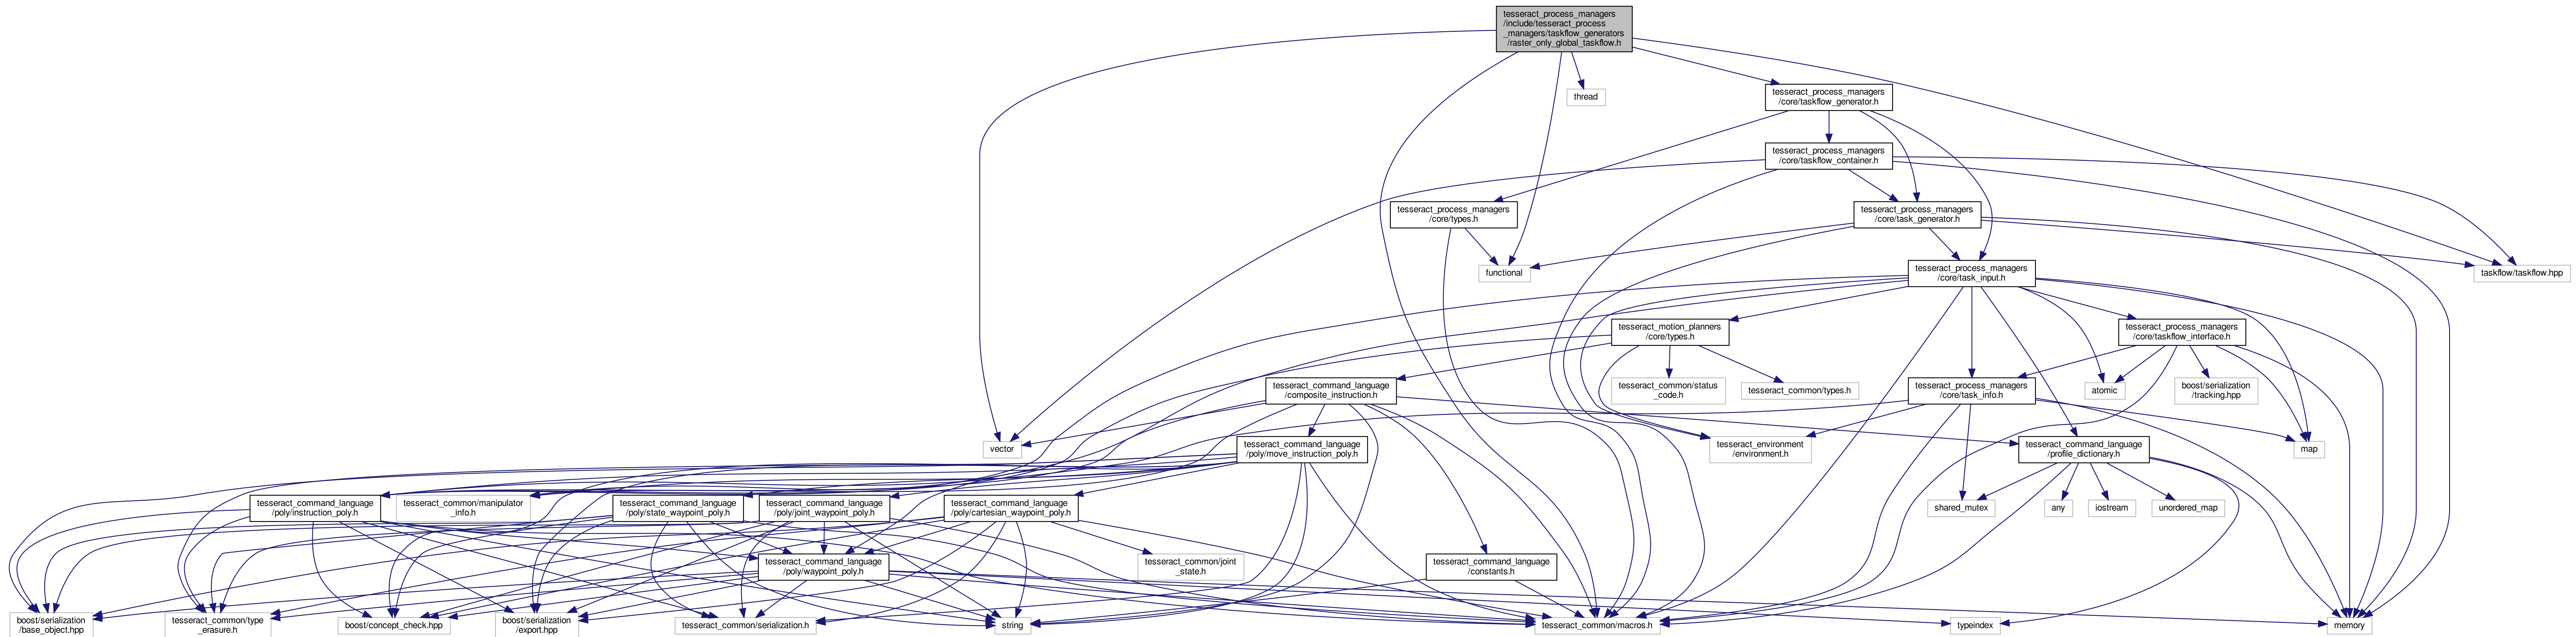 tesseract_process_managers
/include/tesseract_process
_managers/taskflow_generators
/raster_only_global_taskflow.h
thread
tesseract_process_managers
/core/taskflow_generator.h
tesseract_process_managers
/core/taskflow_container.h
tesseract_process_managers
/core/types.h
tesseract_process_managers
/core/task_generator.h
functional
tesseract_process_managers
/core/task_input.h
taskflow/taskflow.hpp
tesseract_motion_planners
/core/types.h
tesseract_process_managers
/core/taskflow_interface.h
tesseract_command_language
/composite_instruction.h
tesseract_common/status
_code.h
tesseract_common/types.h
tesseract_process_managers
/core/task_info.h
atomic
boost/serialization
/tracking.hpp
vector
tesseract_command_language
/poly/move_instruction_poly.h
tesseract_environment
/environment.h
tesseract_command_language
/profile_dictionary.h
map
tesseract_command_language
/poly/instruction_poly.h
tesseract_common/manipulator
_info.h
tesseract_command_language
/poly/state_waypoint_poly.h
tesseract_command_language
/poly/joint_waypoint_poly.h
tesseract_command_language
/poly/cartesian_waypoint_poly.h
shared_mutex
any
iostream
unordered_map
tesseract_command_language
/poly/waypoint_poly.h
tesseract_common/joint
_state.h
tesseract_command_language
/constants.h
boost/serialization
/base_object.hpp
tesseract_common/type
_erasure.h
boost/concept_check.hpp
boost/serialization
/export.hpp
tesseract_common/serialization.h
string
tesseract_common/macros.h
typeindex
memory